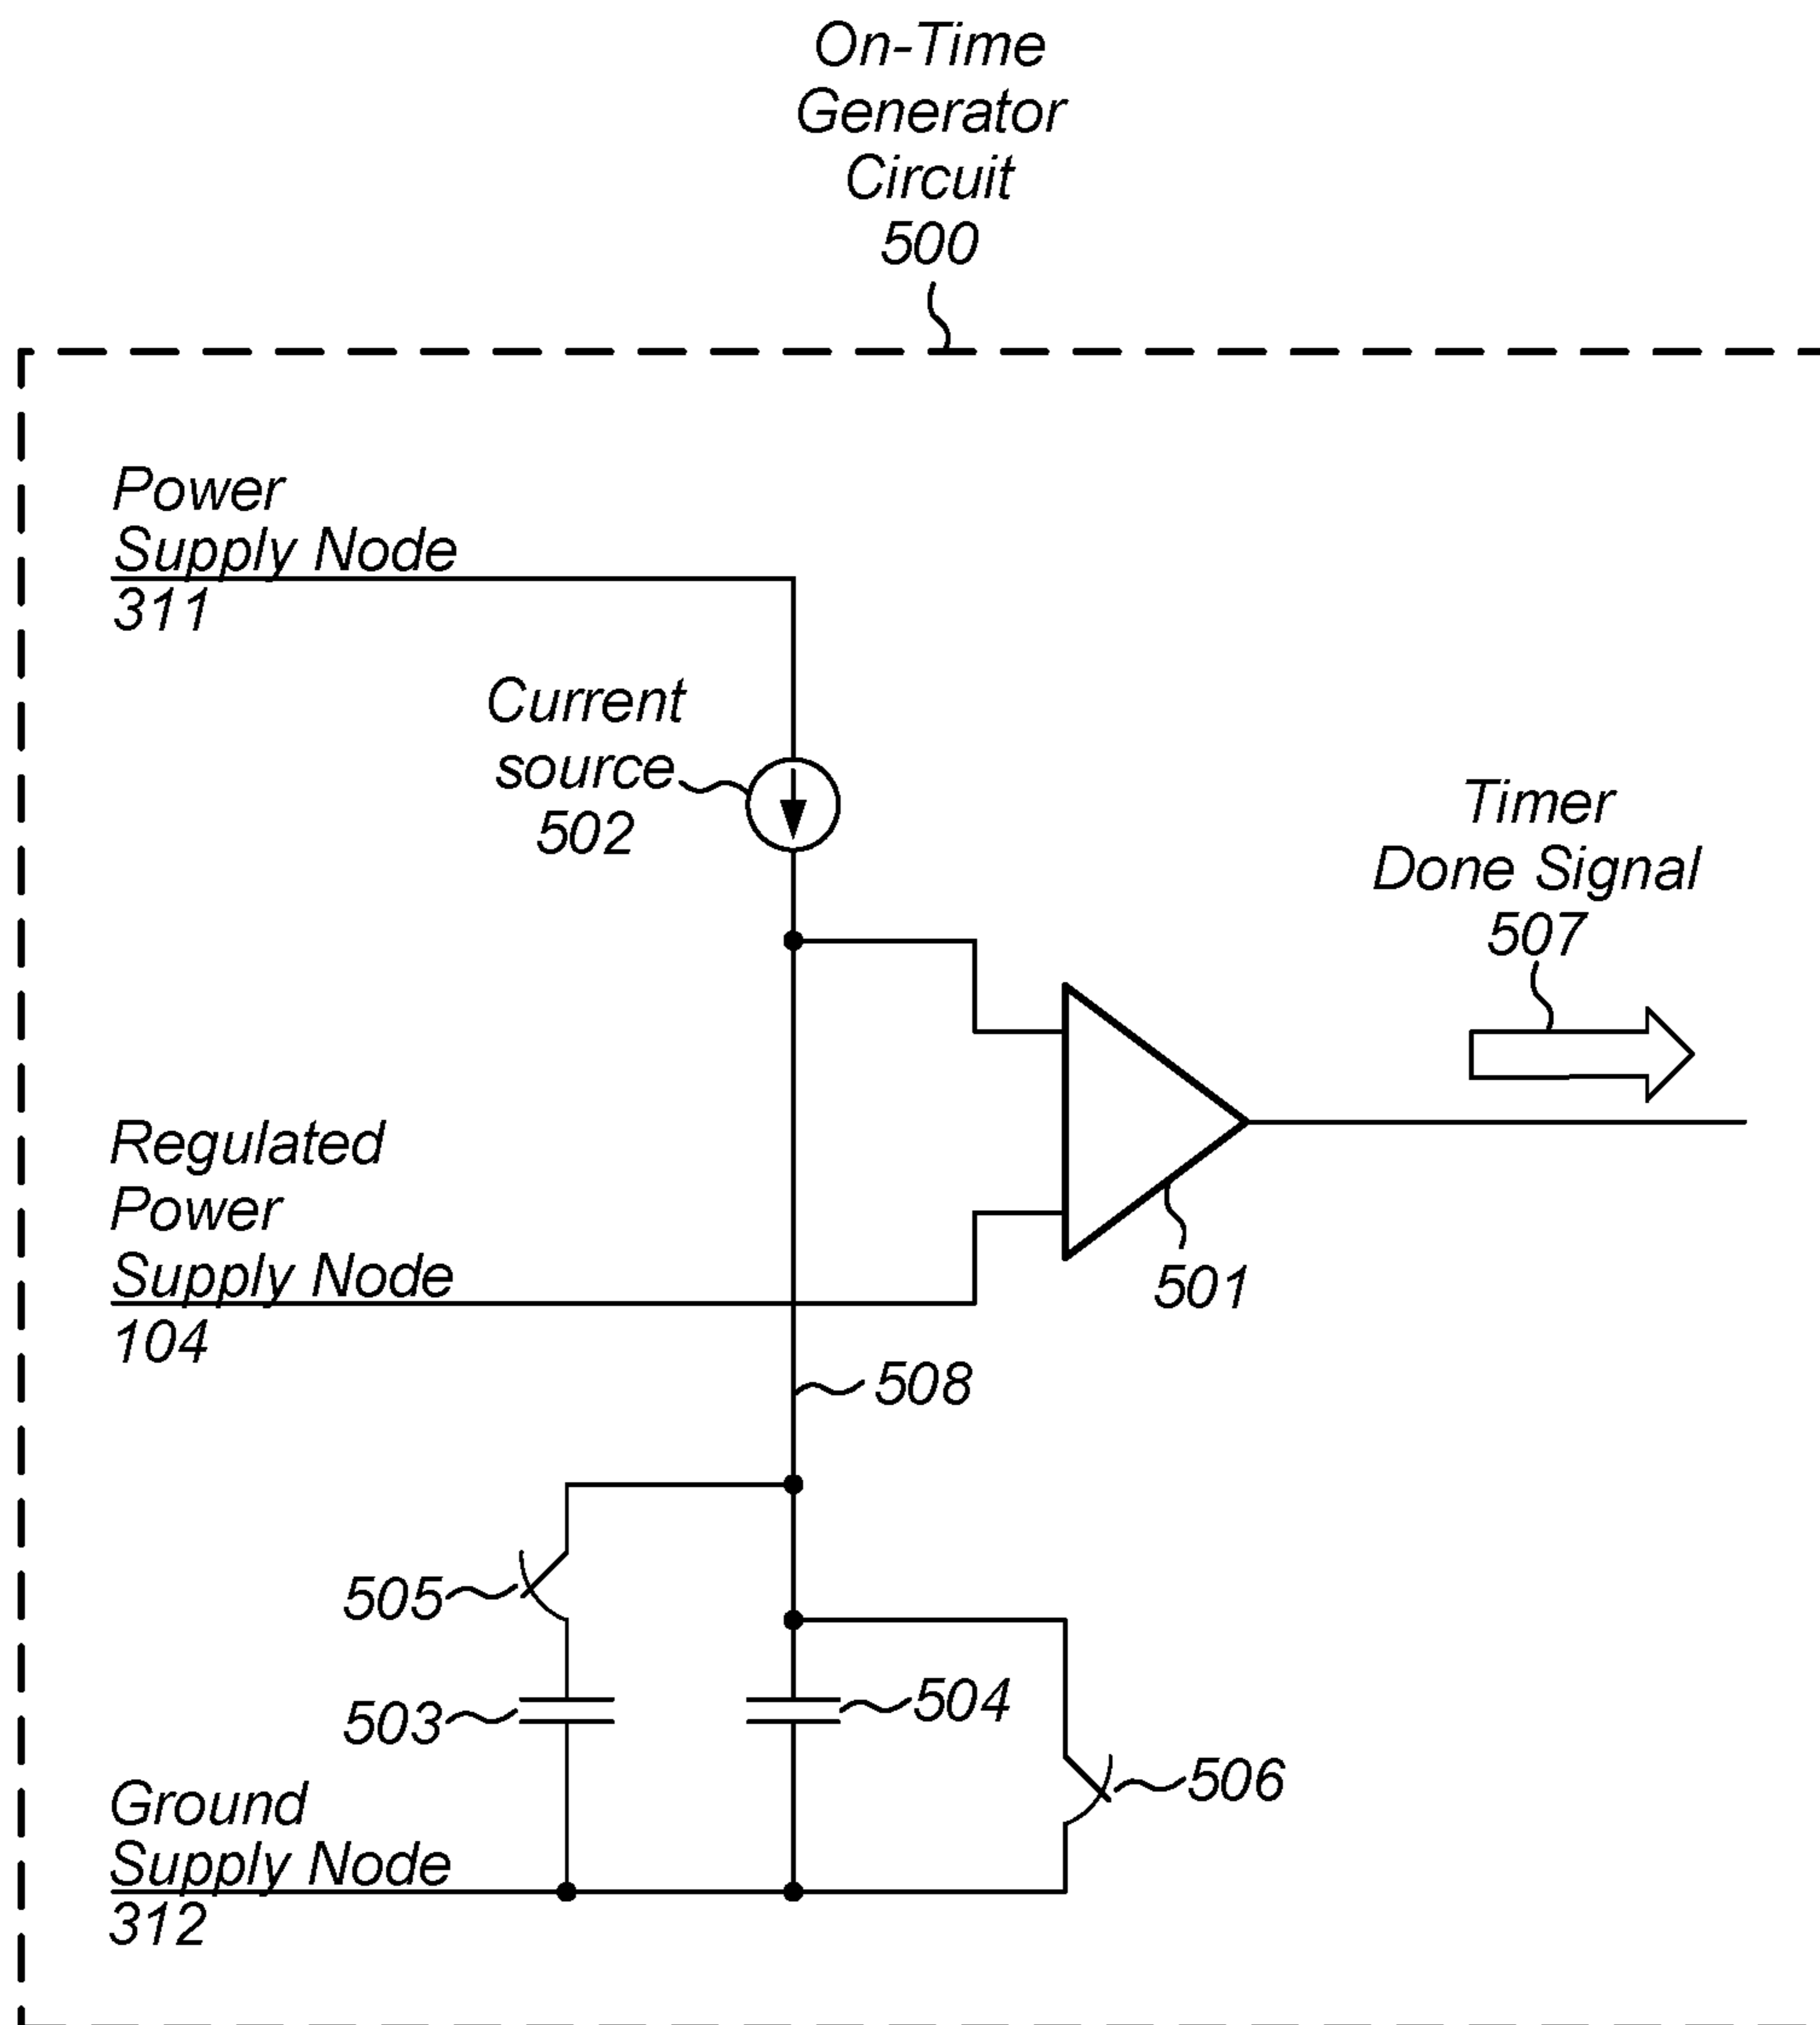 On-Time
Generator
Circuit
500
Power
Supply Node
311
Current
source
502
Timer
Done Signal
507
Regulated
Power
Supply Node
104
501
508
505
503
504
506
Ground
Supply Node
312